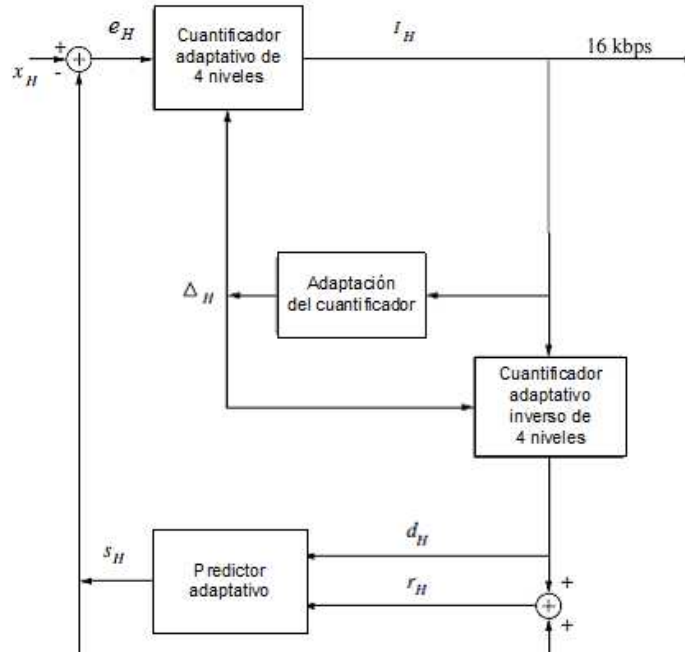 +
-
x_H
e_H
Cuantificador
adaptativo de
4 niveles
I_H
16 kbps
Δ_H
Adaptación
del cuantificador
Cuantificador
adaptativo
inverso de
4 niveles
s_H
Predictor
adaptativo
d_H
r_H
+
+